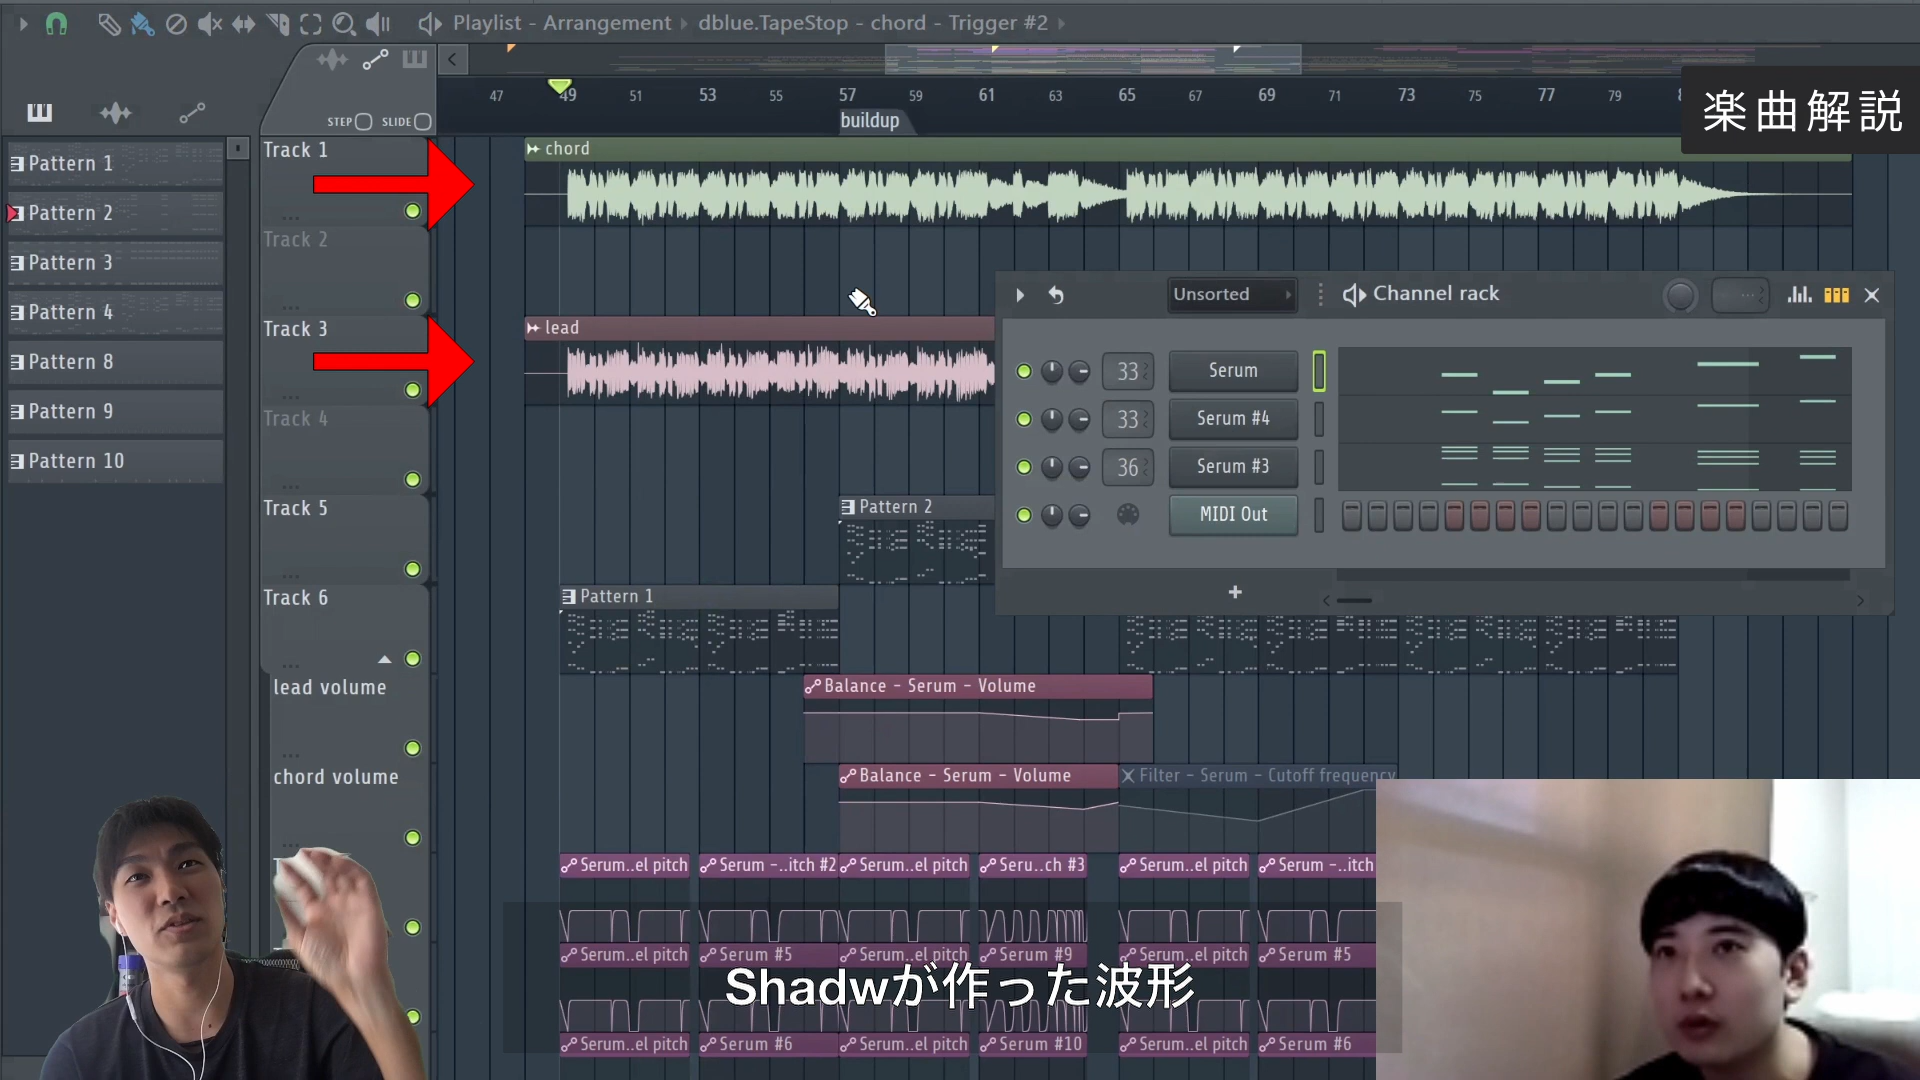 Playlist - Arrangement › dblue.TapeStop - chord - Trigger #2 ›
47 49 51 53 55 57 59 61 63 65 67 69 71 73 75 77 79
楽曲解説
STEP SLIDE
buildup
Pattern 1
Pattern 2
Pattern 3
Pattern 4
Pattern 8
Pattern 9
Pattern 10
Track 1
Track 2
Track 3
Track 4
Track 5
Track 6
lead volume
chord volume
chord
lead
Pattern 2
Pattern 1
Unsorted
Channel rack
33 Serum
33 Serum #4
36 Serum #3
MIDI Out
Balance - Serum - Volume
Balance - Serum - Volume
Filter - Serum - Cutoff frequency
Serum..el pitch Serum -..itch #2 Serum..el pitch Seru..ch #3 Serum..el pitch Serum -..itch
Serum..el pitch Serum #5 Serum..el pitch Serum #9 Serum..el pitch Serum #5
Shadwが作った波形
Serum..el pitch Serum #6 Serum..el pitch Serum #10 Serum..el pitch Serum #6